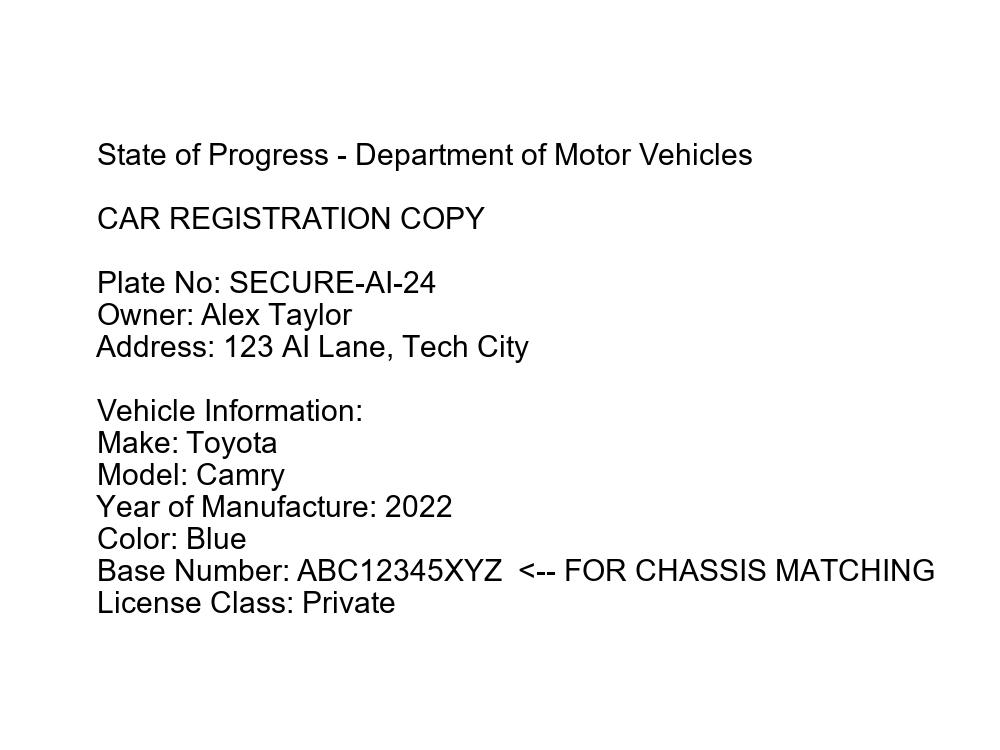 State of Progress - Department of Motor Vehicles
CAR REGISTRATION COPY
Plate No: SECURE-AI-24
Owner: Alex Taylor
Address: 123 AI Lane, Tech City
Vehicle Information:
Make: Toyota
Model: Camry
Year of Manufacture: 2022
Color: Blue
Base Number: ABC12345XYZ  <-- FOR CHASSIS MATCHING
License Class: Private